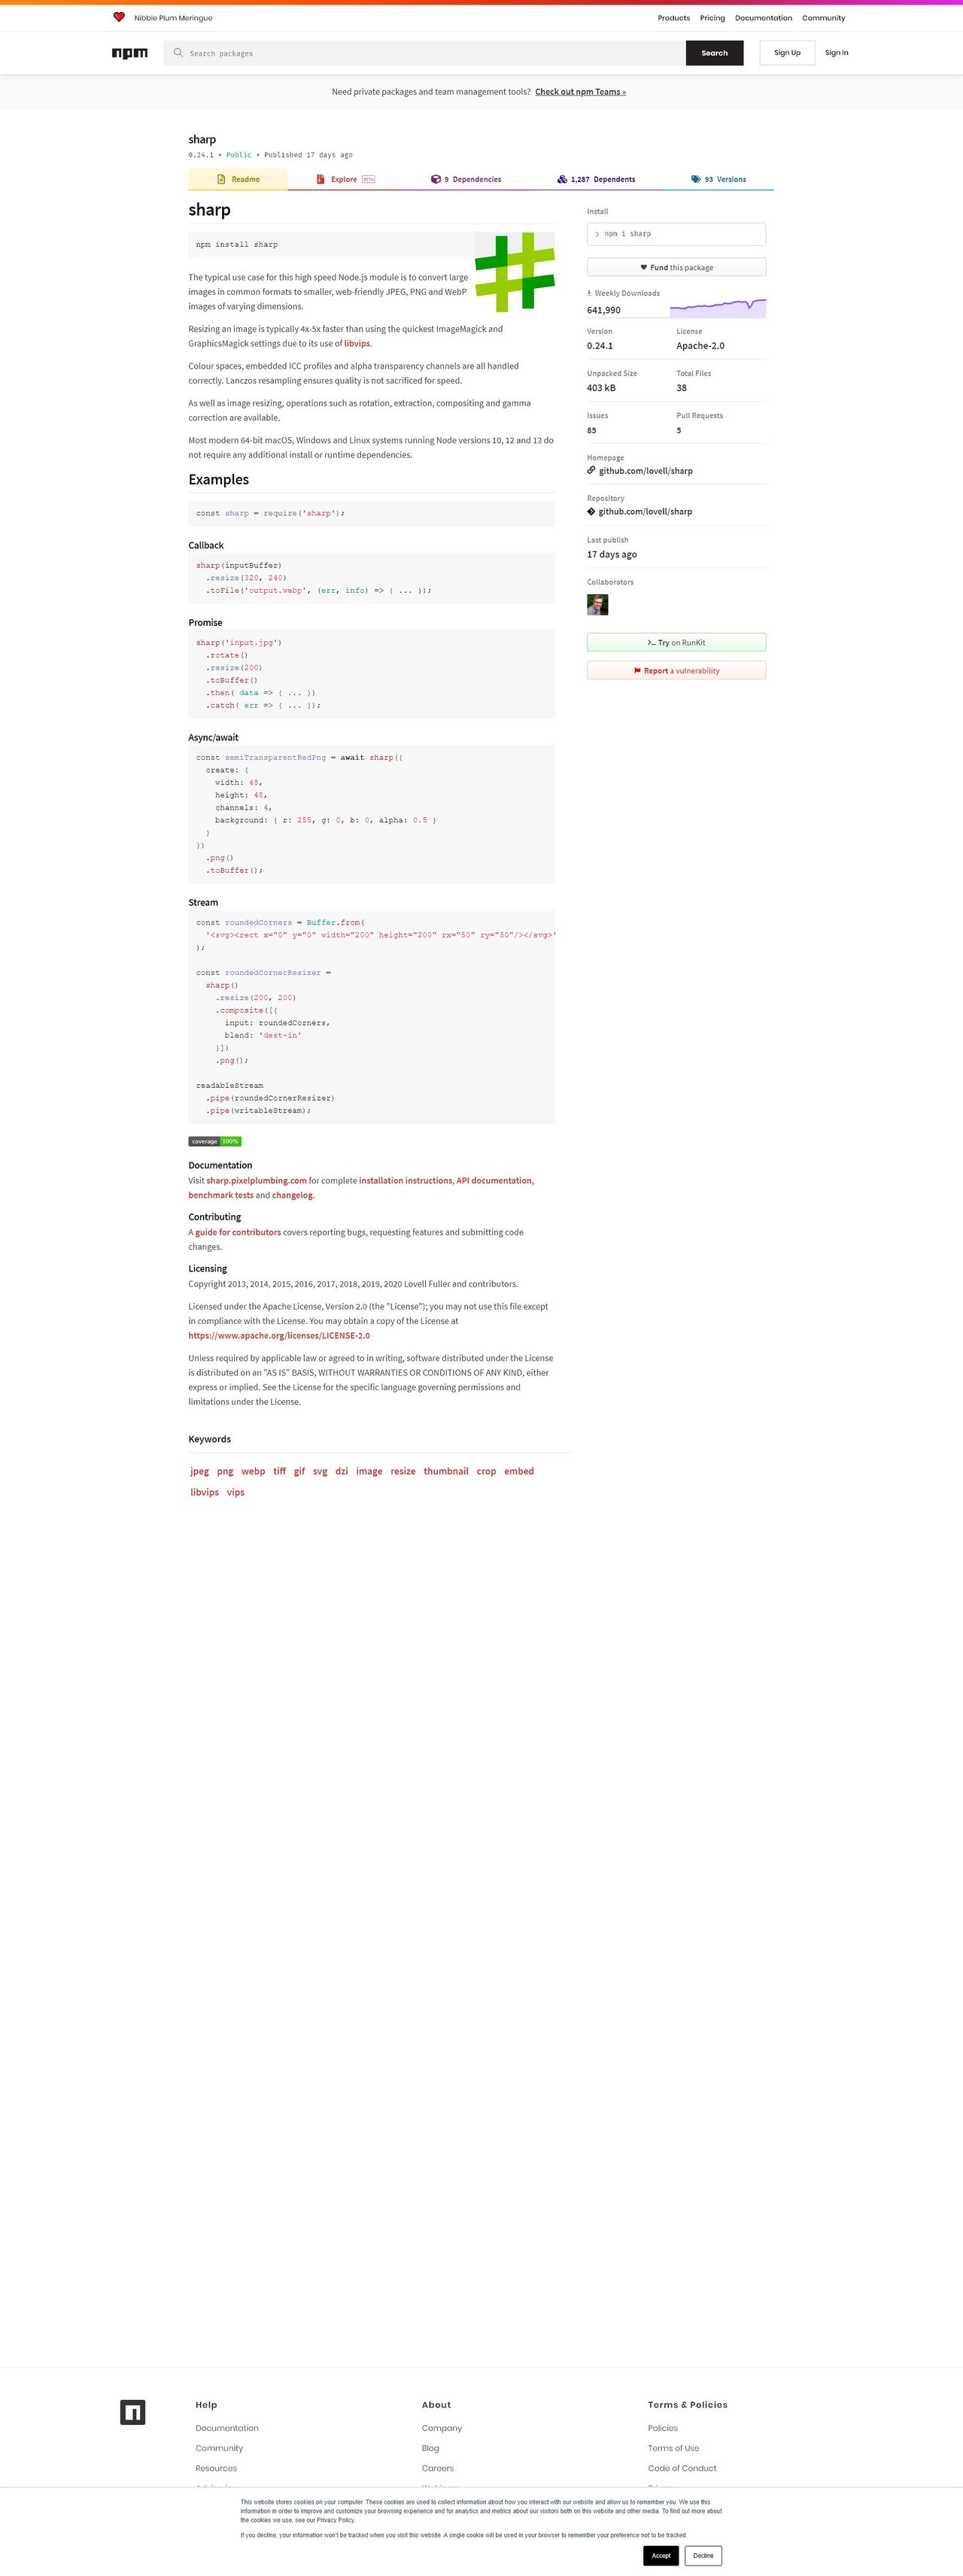 Nibble Plum Meringue
Products Pricing Documentation Community
npm
Search packages
Search
Sign Up
Sign In
Need private packages and team management tools? Check out npm Teams »
sharp
0.24.1 • Public • Published 17 days ago
Readme
Explore BETA
9 Dependencies
1,287 Dependents
93 Versions
sharp
npm install sharp
The typical use case for this high speed Node.js module is to convert large
images in common formats to smaller, web-friendly JPEG, PNG and WebP
images of varying dimensions.
Resizing an image is typically 4x-5x faster than using the quickest ImageMagick and
GraphicsMagick settings due to its use of libvips.
Colour spaces, embedded ICC profiles and alpha transparency channels are all handled
correctly. Lanczos resampling ensures quality is not sacrificed for speed.
As well as image resizing, operations such as rotation, extraction, compositing and gamma
correction are available.
Most modern 64-bit macOS, Windows and Linux systems running Node versions 10, 12 and 13 do
not require any additional install or runtime dependencies.
Examples
const sharp = require('sharp');
Callback
sharp(inputBuffer)
  .resize(320, 240)
  .toFile('output.webp', (err, info) => { ... });
Promise
sharp('input.jpg')
  .rotate()
  .resize(200)
  .toBuffer()
  .then( data => { ... })
  .catch( err => { ... });
Async/await
const semiTransparentRedPng = await sharp({
  create: {
    width: 48,
    height: 48,
    channels: 4,
    background: { r: 255, g: 0, b: 0, alpha: 0.5 }
  }
})
  .png()
  .toBuffer();
Stream
const roundedCorners = Buffer.from(
  '<svg><rect x="0" y="0" width="200" height="200" rx="50" ry="50"/></svg>'
);
const roundedCornerResizer =
  sharp()
    .resize(200, 200)
    .composite([{
      input: roundedCorners,
      blend: 'dest-in'
    }])
    .png();
readableStream
  .pipe(roundedCornerResizer)
  .pipe(writableStream);
coverage 100%
Documentation
Visit sharp.pixelplumbing.com for complete installation instructions, API documentation,
benchmark tests and changelog.
Contributing
A guide for contributors covers reporting bugs, requesting features and submitting code
changes.
Licensing
Copyright 2013, 2014, 2015, 2016, 2017, 2018, 2019, 2020 Lovell Fuller and contributors.
Licensed under the Apache License, Version 2.0 (the "License"); you may not use this file except
in compliance with the License. You may obtain a copy of the License at
https://www.apache.org/licenses/LICENSE-2.0
Unless required by applicable law or agreed to in writing, software distributed under the License
is distributed on an "AS IS" BASIS, WITHOUT WARRANTIES OR CONDITIONS OF ANY KIND, either
express or implied. See the License for the specific language governing permissions and
limitations under the License.
Keywords
jpeg png webp tiff gif svg dzi image resize thumbnail crop embed
libvips vips
Install
npm i sharp
Fund this package
Weekly Downloads
641,990
Version License
0.24.1 Apache-2.0
Unpacked Size Total Files
403 kB 38
Issues Pull Requests
85 5
Homepage
github.com/lovell/sharp
Repository
github.com/lovell/sharp
Last publish
17 days ago
Collaborators
Try on RunKit
Report a vulnerability
Help
Documentation
Community
Resources
About
Company
Blog
Careers
Terms & Policies
Policies
Terms of Use
Code of Conduct
This website stores cookies on your computer. These cookies are used to collect information about how you interact with our website and allow us to remember you. We use this
information in order to improve and customize your browsing experience and for analytics and metrics about our visitors both on this website and other media. To find out more about
the cookies we use, see our Privacy Policy.
If you decline, your information won't be tracked when you visit this website. A single cookie will be used in your browser to remember your preference not to be tracked.
Accept
Decline